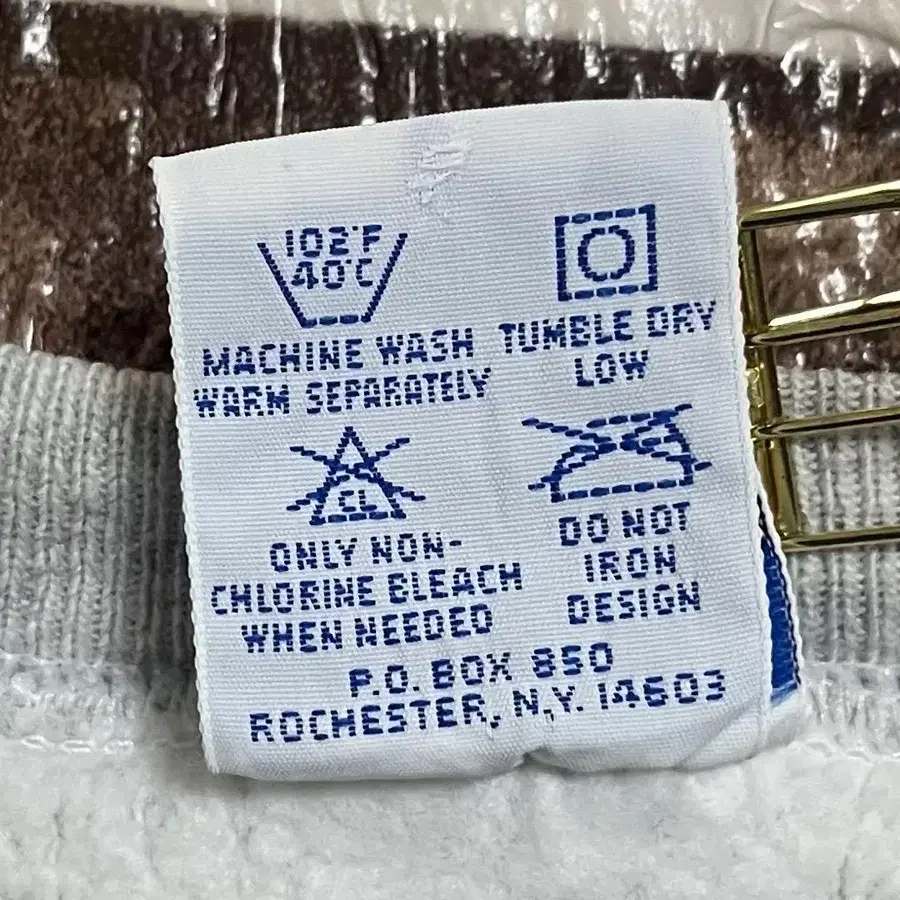 102°F
40°C
MACHINE WASH
WARM SEPARATELY
TUMBLE DRY
LOW
CL
ONLY NON-
CHLORINE BLEACH
WHEN NEEDED
DO NOT
IRON
DESIGN
P.O. BOX 850
ROCHESTER, N.Y. 14603